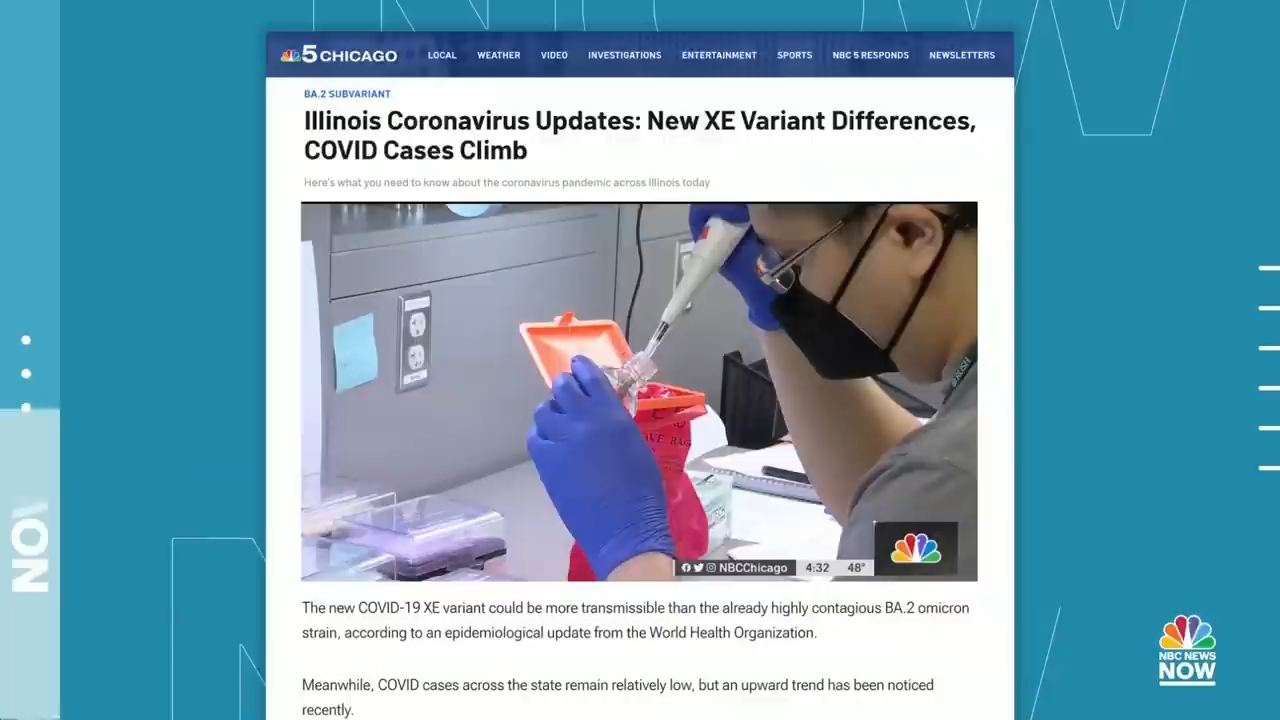 5 CHICAGO LOCAL WEATHER VIDEO INVESTIGATIONS ENTERTAINMENT SPORTS NBC 5 RESPONDS NEWSLETTERS
BA.2 SUBVARIANT
Illinois Coronavirus Updates: New XE Variant Differences,
COVID Cases Climb
Here's what you need to know about the coronavirus pandemic across Illinois today
NBCChicago 4:32 48°
The new COVID-19 XE variant could be more transmissible than the already highly contagious BA.2 omicron
strain, according to an epidemiological update from the World Health Organization.
Meanwhile, COVID cases across the state remain relatively low, but an upward trend has been noticed
recently.
NBC NEWS
NOW